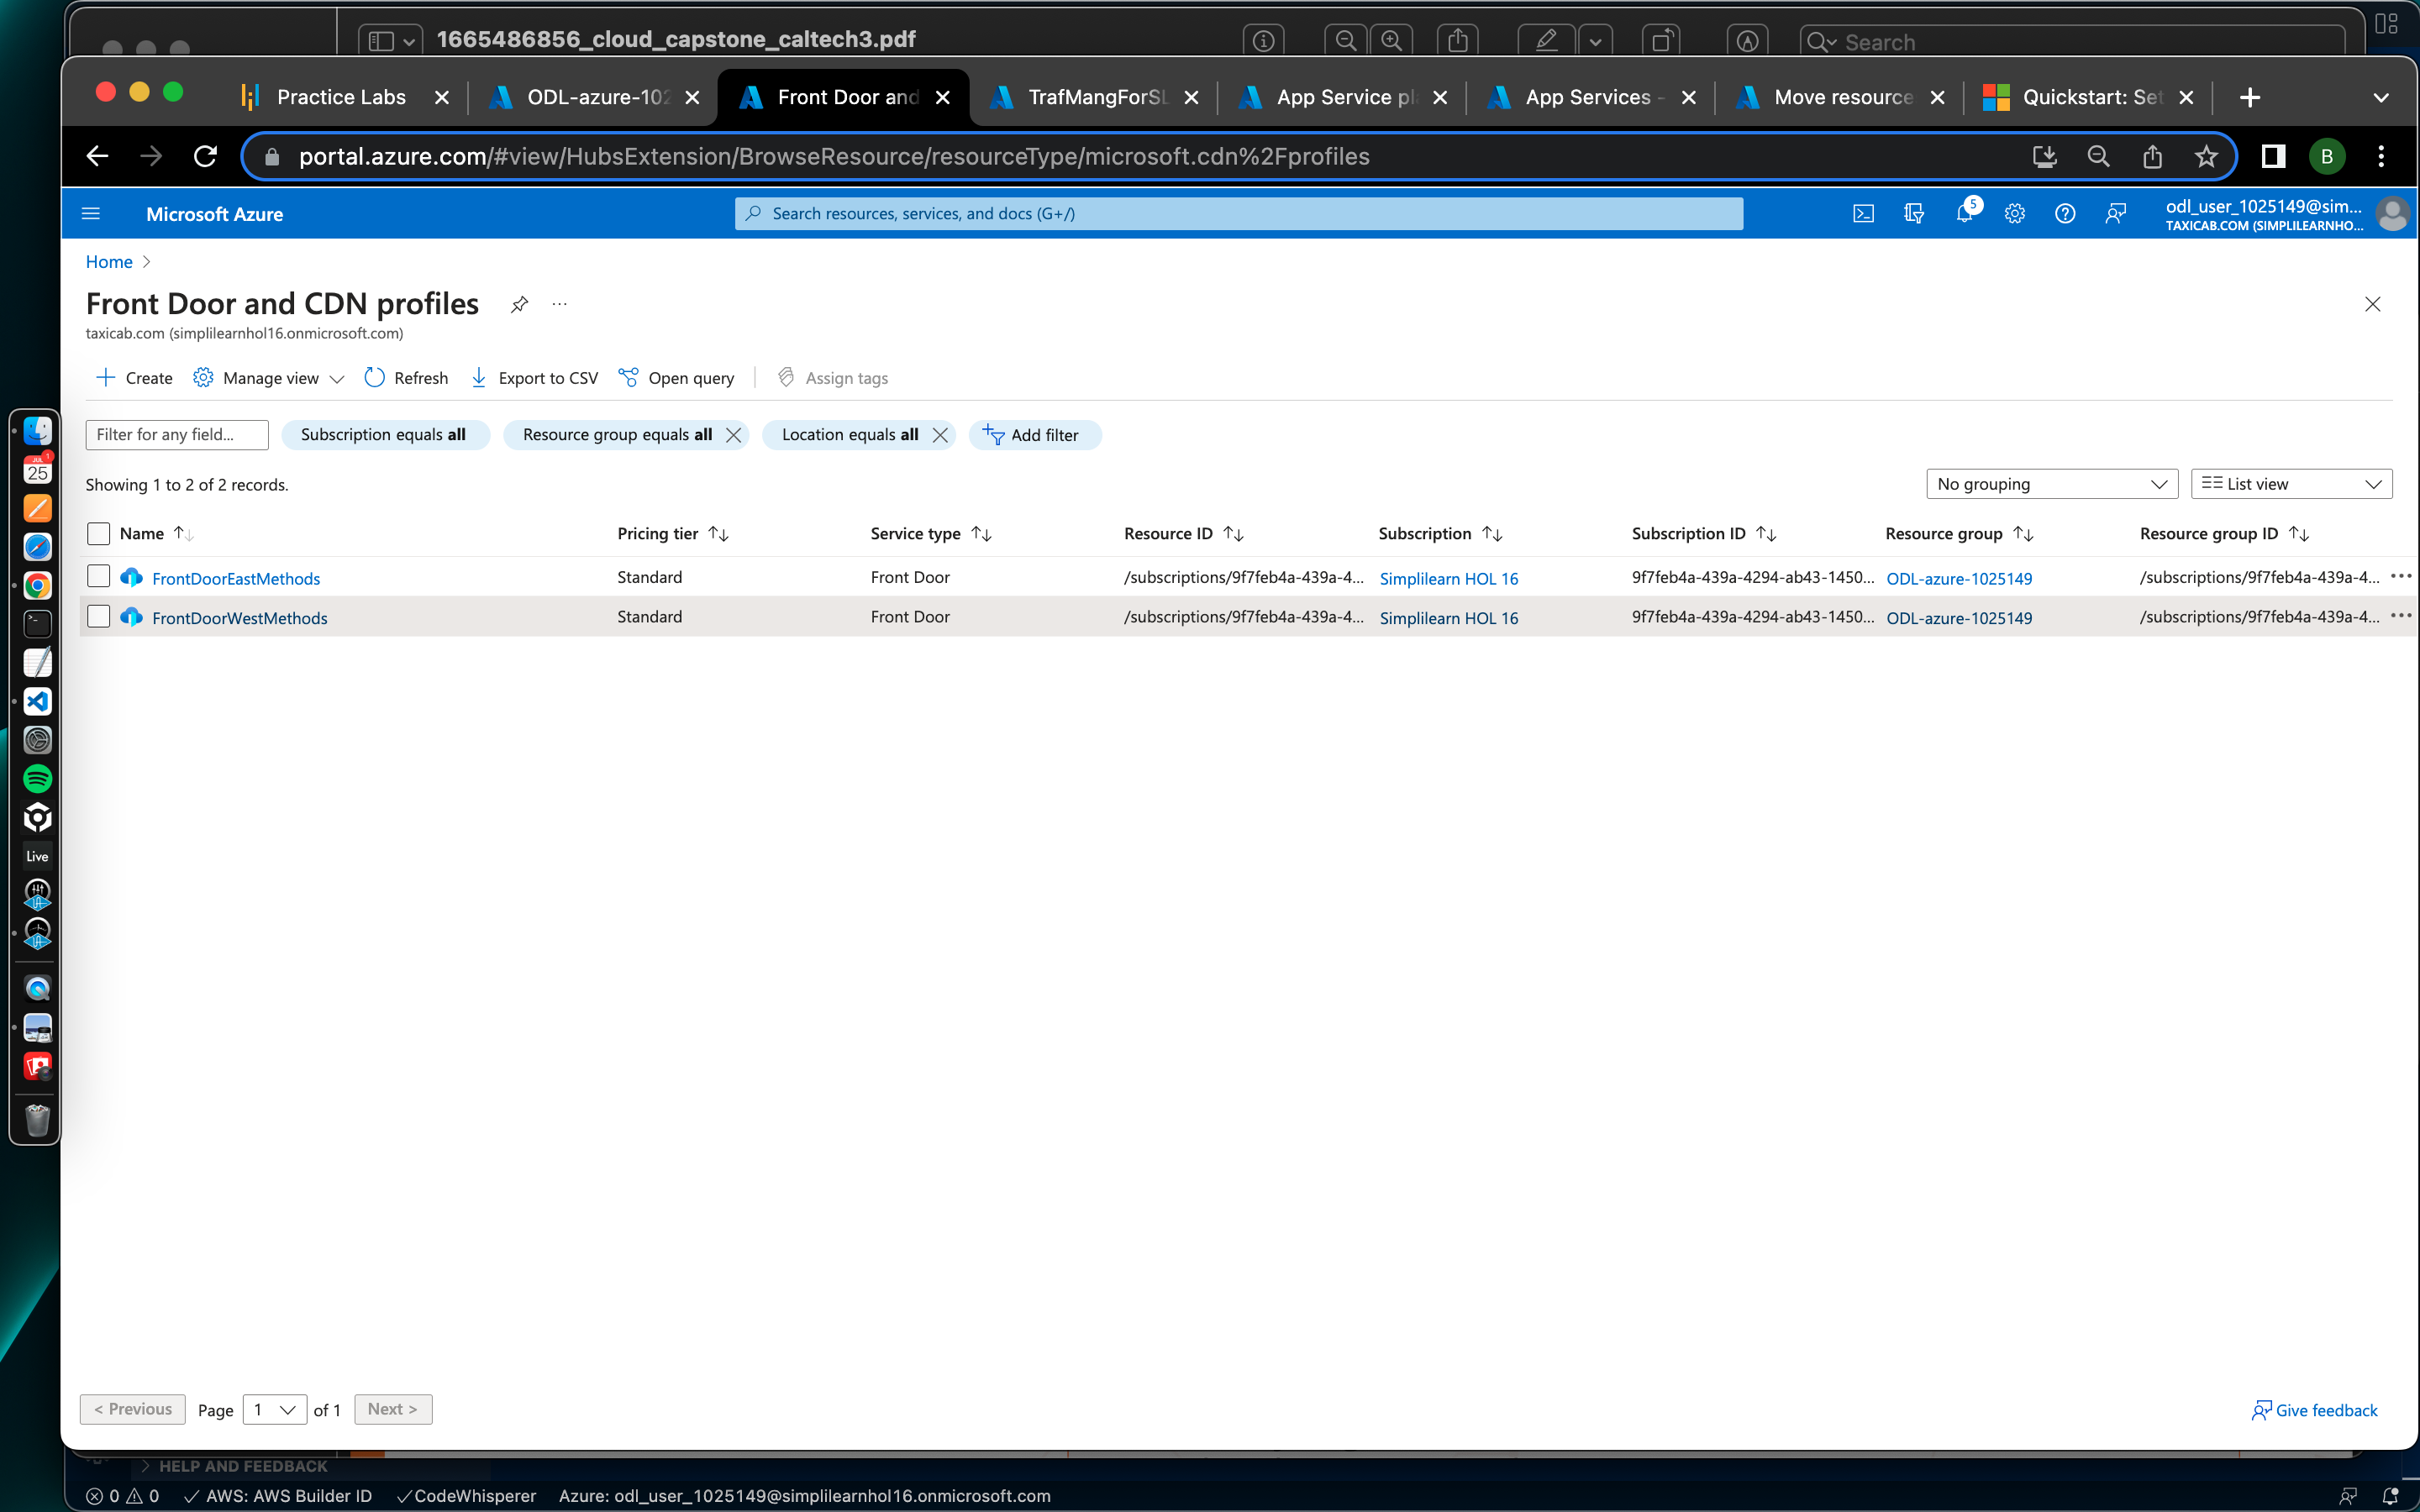 1665486856_cloud_capstone_caltech3.pdf
Search
Practice Labs
ODL-azure-102
Front Door and
TrafMangForSL
App Service pl
App Services -
Move resource
Quickstart: Set
portal.azure.com/#view/HubsExtension/BrowseResource/resourceType/microsoft.cdn%2Fprofiles
B
Microsoft Azure
Search resources, services, and docs (G+/)
5
odl_user_1025149@sim...
TAXICAB.COM (SIMPLILEARNHO...
Home
Front Door and CDN profiles
...
taxicab.com (simplilearnhol16.onmicrosoft.com)
Create
Manage view
Refresh
Export to CSV
Open query
Assign tags
Filter for any field...
Subscription equals all
Resource group equals all
Location equals all
Add filter
Showing 1 to 2 of 2 records.
No grouping
List view
Name
Pricing tier
Service type
Resource ID
Subscription
Subscription ID
Resource group
Resource group ID
FrontDoorEastMethods Standard Front Door /subscriptions/9f7feb4a-439a-4... Simplilearn HOL 16 9f7feb4a-439a-4294-ab43-1450... ODL-azure-1025149 /subscriptions/9f7feb4a-439a-4... ...
FrontDoorWestMethods Standard Front Door /subscriptions/9f7feb4a-439a-4... Simplilearn HOL 16 9f7feb4a-439a-4294-ab43-1450... ODL-azure-1025149 /subscriptions/9f7feb4a-439a-4... ...
JUL
1
25
Live
< Previous
Page
1
of 1
Next >
Give feedback
HELP AND FEEDBACK
0
0
AWS: AWS Builder ID
CodeWhisperer
Azure: odl_user_1025149@simplilearnhol16.onmicrosoft.com